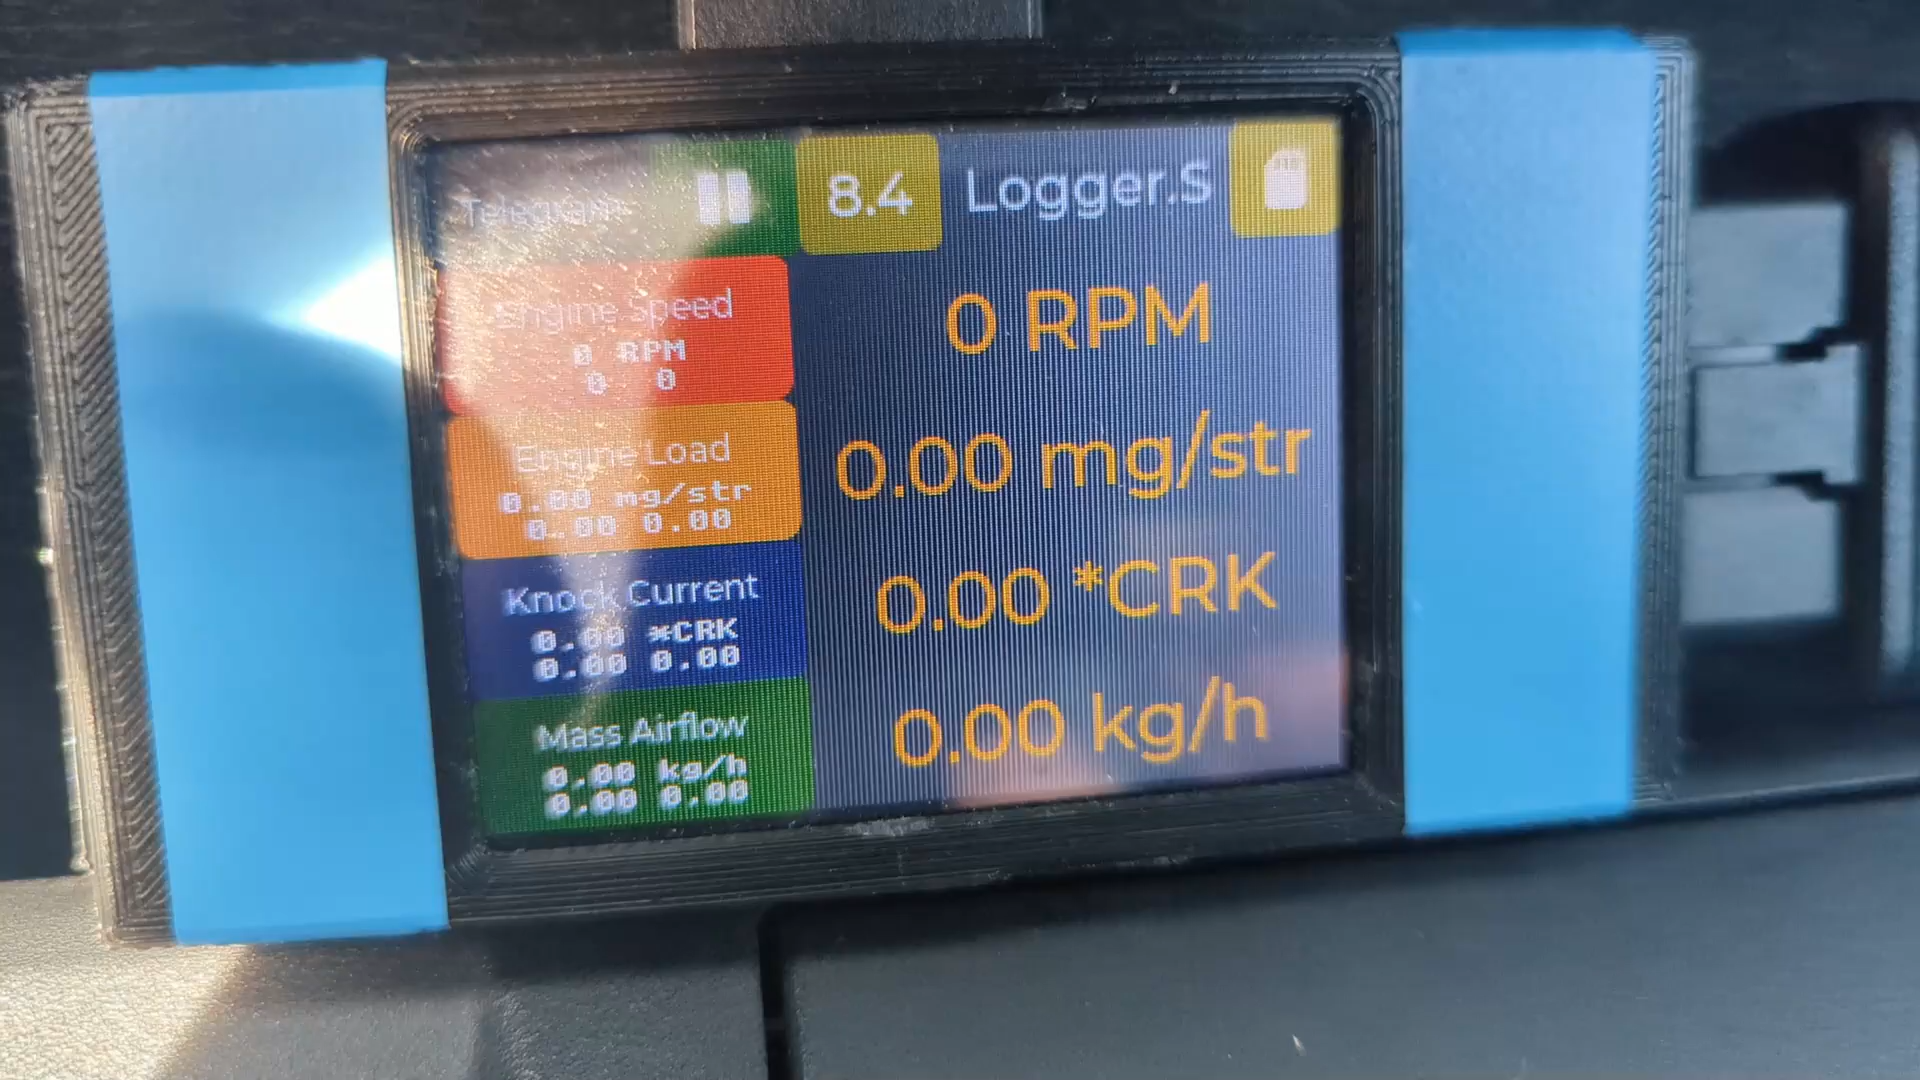 Telegram 8.4 Logger.S
Engine Speed
0 RPM
0 0
0 RPM
Engine Load
0.00 mg/str
0.00 0.00
0.00 mg/str
Knock Current
0.00 *CRK
0.00 0.00
0.00 *CRK
Mass Airflow
0.00 kg/h
0.00 0.00
0.00 kg/h